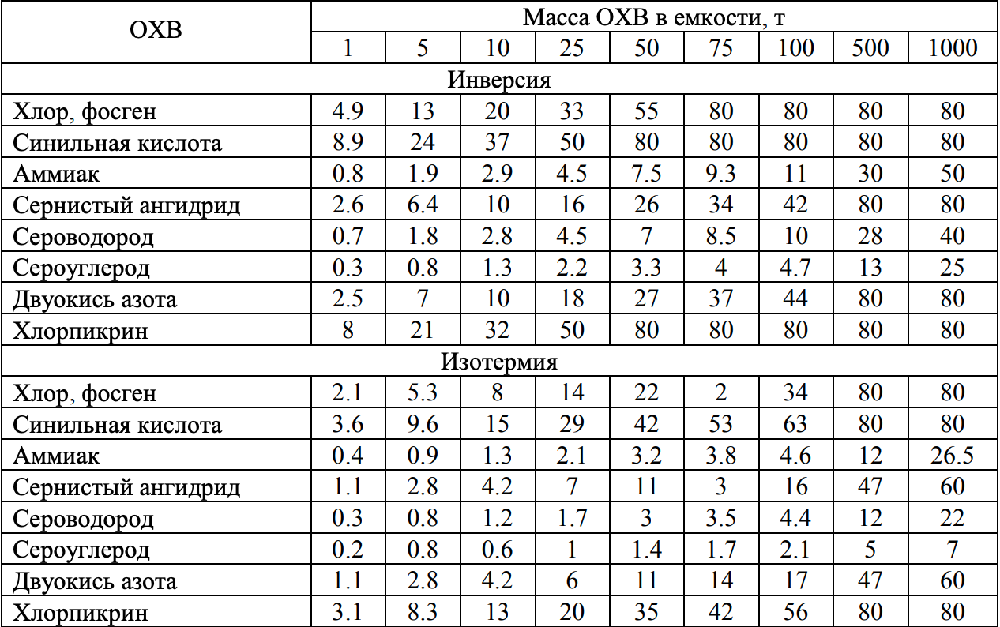 ОХВ Масса ОХВ в емкости, т
1 5 10 25 50 75 100 500 1000
Инверсия
Хлор, фосген 4.9 13 20 33 55 80 80 80 80
Синильная кислота 8.9 24 37 50 80 80 80 80 80
Аммиак 0.8 1.9 2.9 4.5 7.5 9.3 11 30 50
Сернистый ангидрид 2.6 6.4 10 16 26 34 42 80 80
Сероводород 0.7 1.8 2.8 4.5 7 8.5 10 28 40
Сероуглерод 0.3 0.8 1.3 2.2 3.3 4 4.7 13 25
Двуокись азота 2.5 7 10 18 27 37 44 80 80
Хлорпикрин 8 21 32 50 80 80 80 80 80
Изотермия
Хлор, фосген 2.1 5.3 8 14 22 2 34 80 80
Синильная кислота 3.6 9.6 15 29 42 53 63 80 80
Аммиак 0.4 0.9 1.3 2.1 3.2 3.8 4.6 12 26.5
Сернистый ангидрид 1.1 2.8 4.2 7 11 3 16 47 60
Сероводород 0.3 0.8 1.2 1.7 3 3.5 4.4 12 22
Сероуглерод 0.2 0.8 0.6 1 1.4 1.7 2.1 5 7
Двуокись азота 1.1 2.8 4.2 6 11 14 17 47 60
Хлорпикрин 3.1 8.3 13 20 35 42 56 80 80